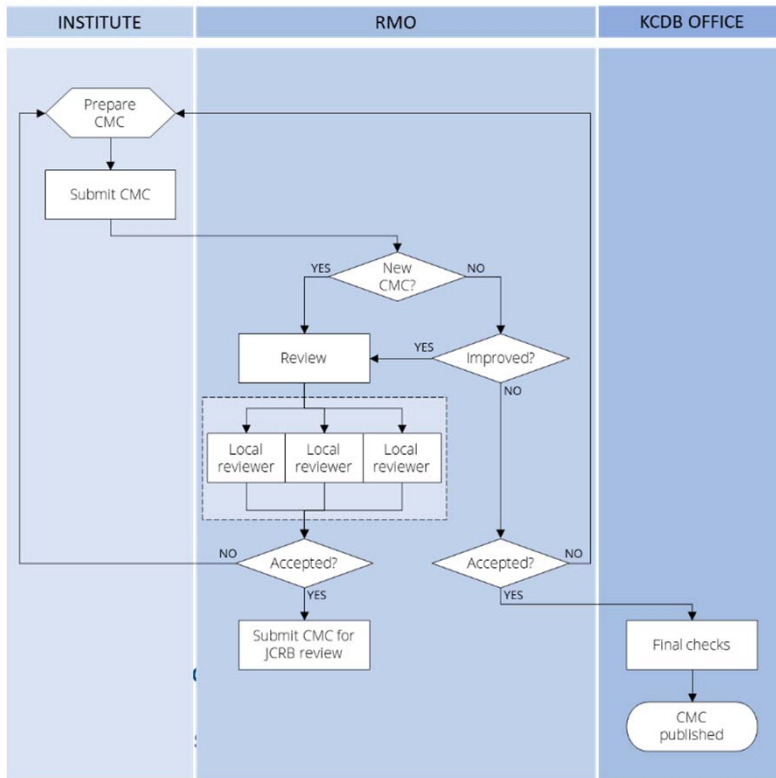 INSTITUTE
RMO
KCDB OFFICE
Prepare
CMC
Submit CMC
New
CMC?
YES
NO
Review
YES
Improved?
NO
Local
reviewer
Local
reviewer
Local
reviewer
NO
Accepted?
YES
Accepted?
NO
YES
Submit CMC for
JCRB review
Final checks
CMC
published